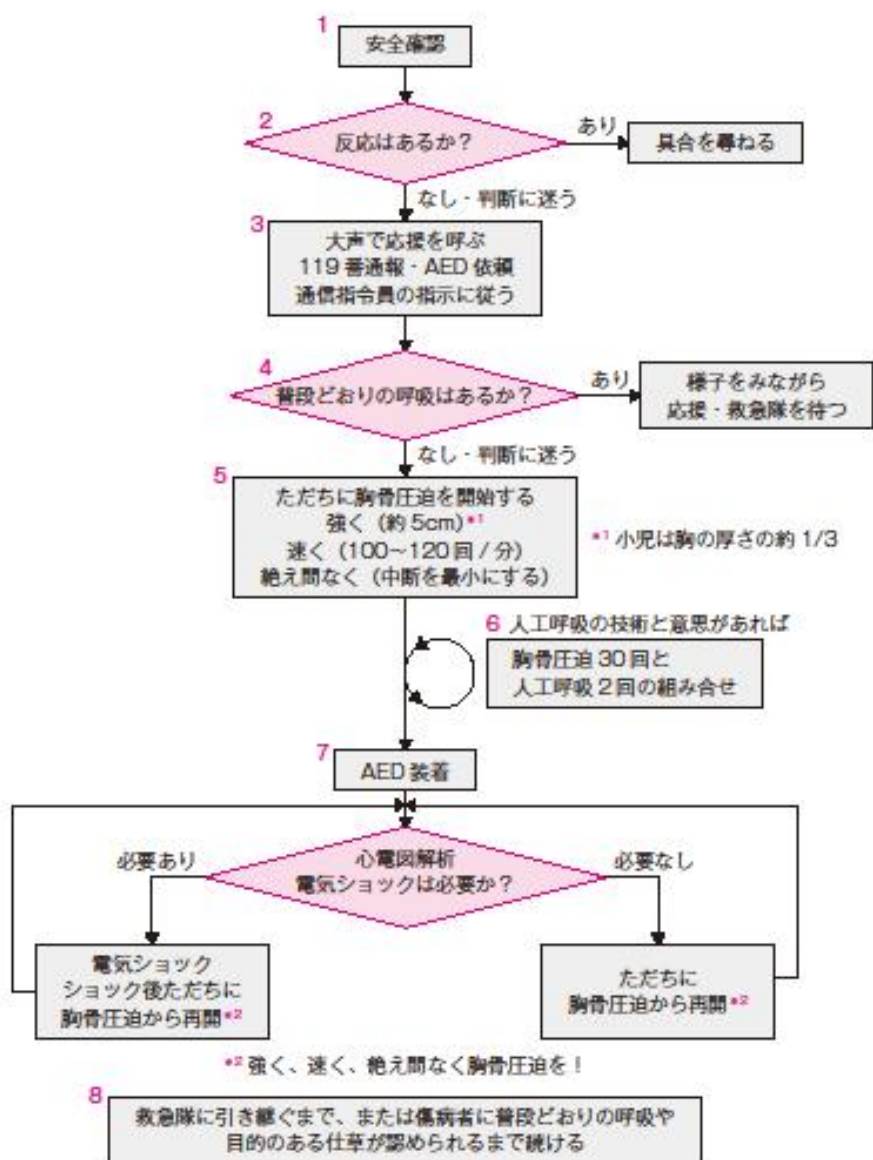 1
安全確認
2
反応はあるか？
あり
具合を尋ねる
なし・判断に迷う
3
大声で応援を呼ぶ
119番通報・AED依頼
通信指令員の指示に従う
4
普段どおりの呼吸はあるか？
あり
様子をみながら
応援・救急隊を待つ
なし・判断に迷う
5
ただちに胸骨圧迫を開始する
強く（約5cm）*1
速く（100～120回/分）
絶え間なく（中断を最小にする）
*1 小児は胸の厚さの約1/3
6 人工呼吸の技術と意思があれば
胸骨圧迫30回と
人工呼吸2回の組み合せ
7
AED装着
心電図解析
電気ショックは必要か？
必要あり
必要なし
電気ショック
ショック後ただちに
胸骨圧迫から再開*2
ただちに
胸骨圧迫から再開*2
*2 強く、速く、絶え間なく胸骨圧迫を！
8
救急隊に引き継ぐまで、または傷病者に普段どおりの呼吸や
目的のある仕草が認められるまで続ける